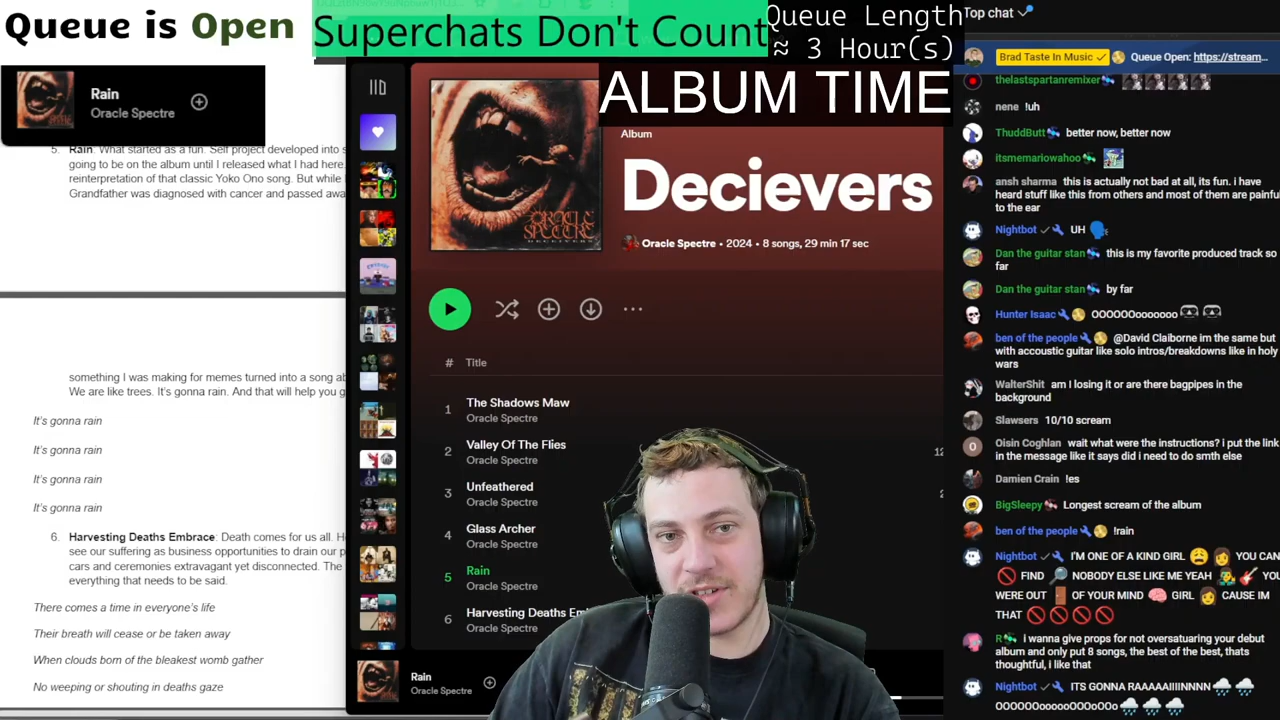 Queue is Open
Superchats Don't Count
Queue Length
≈ 3 Hour(s)
ALBUM TIME
Rain
Oracle Spectre
5. Rain: What started as a fun. Self project developed into
going to be on the album until I released what I had here.
reinterpretation of that classic Yoko Ono song. But while
Grandfather was diagnosed with cancer and passed awa
something I was making for memes turned into a song ab
We are like trees. It's gonna rain. And that will help you g
It's gonna rain
It's gonna rain
It's gonna rain
It's gonna rain
6. Harvesting Deaths Embrace: Death comes for us all. H
see our suffering as business opportunities to drain our p
cars and ceremonies extravagant yet disconnected. The
everything that needs to be said.
There comes a time in everyone's life
Their breath will cease or be taken away
When clouds born of the bleakest womb gather
No weeping or shouting in deaths gaze
ORACLE
SPECTRE
DECEIVERS
Album
Decievers
Oracle Spectre • 2024 • 8 songs, 29 min 17 sec
# Title
1 The Shadows Maw
Oracle Spectre
2 Valley Of The Flies
Oracle Spectre
12
3 Unfeathered
Oracle Spectre
2
4 Glass Archer
Oracle Spectre
5 Rain
Oracle Spectre
6 Harvesting Deaths Em
Oracle Spectre
Rain
Oracle Spectre
Top chat
Brad Taste In Music Queue Open: https://stream...
thelastspartanremixer
nene !uh
ThuddButt better now, better now
itsmemariowahoo
ansh sharma this is actually not bad at all, its fun. i have
heard stuff like this from others and most of them are painful
to the ear
Nightbot UH 🗣
Dan the guitar stan this is my favorite produced track so
far
Dan the guitar stan by far
Hunter Isaac OOOOOOooooooo
ben of the people @David Claiborne im the same but
with accoustic guitar like solo intros/breakdowns like in holy
wars
WalterShit am I losing it or are there bagpipes in the
background
Slawsers 10/10 scream
Oisin Coghlan wait what were the instructions? i put the link
in the message like it says did i need to do smth else
Damien Crain !es
BigSleepy Longest scream of the album
ben of the people !rain
Nightbot I'M ONE OF A KIND GIRL 😩 👩 YOU CAN
🚫 FIND 🔎 NOBODY ELSE LIKE ME YEAH 👨‍🎤 🎸 YO
WERE OUT 🚪 OF YOUR MIND 🧠 GIRL 👩 CAUSE IM
THAT 🚫 🚫 🚫 🚫
R i wanna give props for not oversatuaring your debut
album and only put 8 songs, the best of the best, thats
thoughtful, i like that
Nightbot ITS GONNA RAAAAAIIIINNNN 🌧 🌧
OOOOOOooooOOoOOo 🌧 🌧 🌧